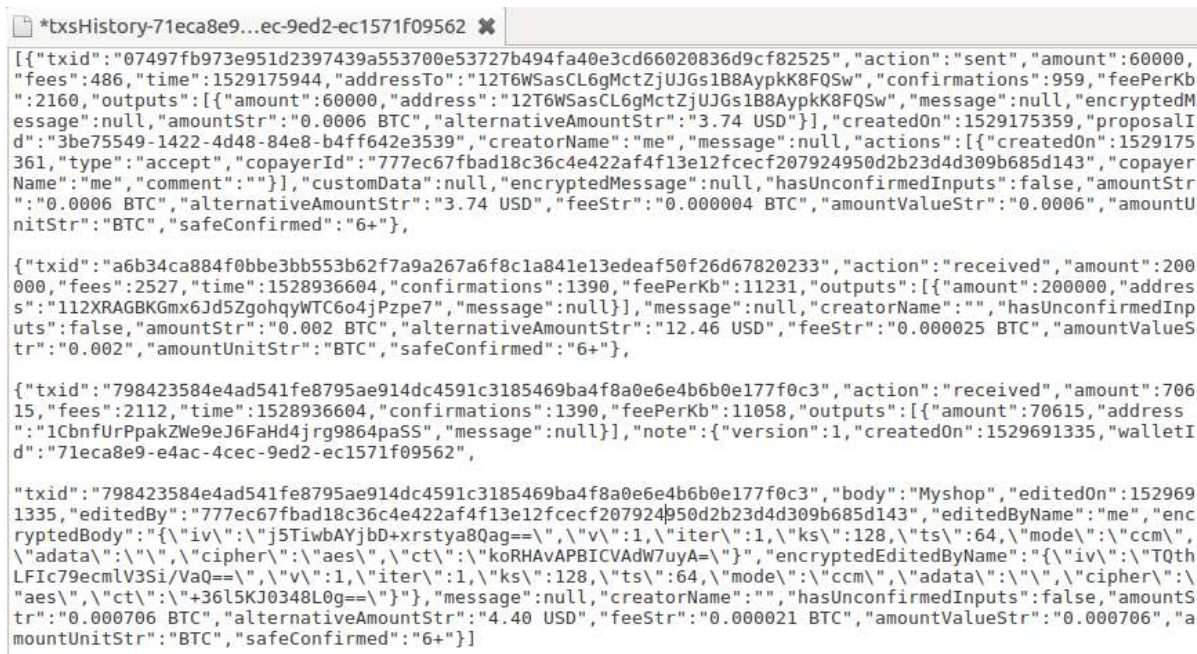 *txsHistory-71eca8e9...ec-9ed2-ec1571f09562
[{"txid":"07497fb973e951d2397439a553700e53727b494fa40e3cd66020836d9cf82525","action":"sent","amount":60000,
"fees":486,"time":1529175944,"addressTo":"12T6WSasCL6gMctZjUJGs1B8AypkK8FQSw","confirmations":959,"feePerKb
":2160,"outputs":[{"amount":60000,"address":"12T6WSasCL6gMctZjUJGs1B8AypkK8FQSw","message":null,"encryptedM
essage":null,"amountStr":"0.0006 BTC","alternativeAmountStr":"3.74 USD"}],"createdOn":1529175359,"proposalI
d":"3be75549-1422-4d48-84e8-b4ff642e3539","creatorName":"me","message":null,"actions":[{"createdOn":1529175
361,"type":"accept","copayerId":"777ec67fbad18c36c4e422af4f13e12fcecf207924950d2b23d4d309b685d143","copayer
Name":"me","comment":""}],"customData":null,"encryptedMessage":null,"hasUnconfirmedInputs":false,"amountStr
":"0.0006 BTC","alternativeAmountStr":"3.74 USD","feeStr":"0.000004 BTC","amountValueStr":"0.0006","amountU
nitStr":"BTC","safeConfirmed":"6+"},
{"txid":"a6b34ca884f0bbe3bb553b62f7a9a267a6f8c1a841e13edeaf50f26d67820233","action":"received","amount":200
000,"fees":2527,"time":1528936604,"confirmations":1390,"feePerKb":11231,"outputs":[{"amount":200000,"addres
s":"112XRAGBKGmx6Jd5ZgohqyWTC6o4jPzpe7","message":null}],"message":null,"creatorName":"","hasUnconfirmedInp
uts":false,"amountStr":"0.002 BTC","alternativeAmountStr":"12.46 USD","feeStr":"0.000025 BTC","amountValueS
tr":"0.002","amountUnitStr":"BTC","safeConfirmed":"6+"},
{"txid":"798423584e4ad541fe8795ae914dc4591c3185469ba4f8a0e6e4b6b0e177f0c3","action":"received","amount":706
15,"fees":2112,"time":1528936604,"confirmations":1390,"feePerKb":11058,"outputs":[{"amount":70615,"address
":"1CbnfUrPpakZWe9eJ6FaHd4jrg9864paSS","message":null}],"note":{"version":1,"createdOn":1529691335,"walletI
d":"71eca8e9-e4ac-4cec-9ed2-ec1571f09562",
"txid":"798423584e4ad541fe8795ae914dc4591c3185469ba4f8a0e6e4b6b0e177f0c3","body":"Myshop","editedOn":152969
1335,"editedBy":"777ec67fbad18c36c4e422af4f13e12fcecf207924950d2b23d4d309b685d143","editedByName":"me","enc
ryptedBody":"{\"iv\":\"j5TiwbAYjbD+xrstya8Qag==\",\"v\":1,\"iter\":1,\"ks\":128,\"ts\":64,\"mode\":\"ccm\",
\"adata\":\"\",\"cipher\":\"aes\",\"ct\":\"koRHAvAPBICVAdW7uyA=\"}","encryptedEditedByName":"{\"iv\":\"TQth
LFIc79ecmlV3Si/VaQ==\",\"v\":1,\"iter\":1,\"ks\":128,\"ts\":64,\"mode\":\"ccm\",\"adata\":\"\",\"cipher\":\
"aes\",\"ct\":\"+36l5KJ0348L0g==\"}"},"message":null,"creatorName":"","hasUnconfirmedInputs":false,"amountS
tr":"0.000706 BTC","alternativeAmountStr":"4.40 USD","feeStr":"0.000021 BTC","amountValueStr":"0.000706","a
mountUnitStr":"BTC","safeConfirmed":"6+"}]